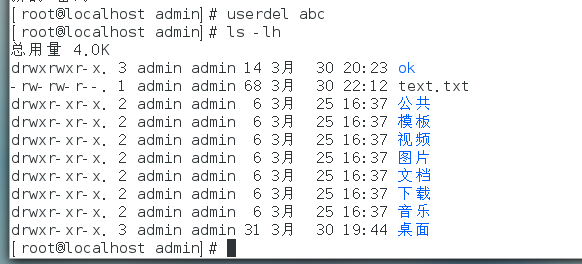 [root@localhost admin]# userdel abc
[root@localhost admin]# ls -lh
总用量 4.0K
drwxrwxr-x. 3 admin admin 14 3月  30 20:23 ok
-rw-rw-r--. 1 admin admin 68 3月  30 22:12 text.txt
drwxr-xr-x. 2 admin admin  6 3月  25 16:37 公共
drwxr-xr-x. 2 admin admin  6 3月  25 16:37 模板
drwxr-xr-x. 2 admin admin  6 3月  25 16:37 视频
drwxr-xr-x. 2 admin admin  6 3月  25 16:37 图片
drwxr-xr-x. 2 admin admin  6 3月  25 16:37 文档
drwxr-xr-x. 2 admin admin  6 3月  25 16:37 下载
drwxr-xr-x. 2 admin admin  6 3月  25 16:37 音乐
drwxr-xr-x. 3 admin admin 31 3月  30 19:44 桌面
[root@localhost admin]#